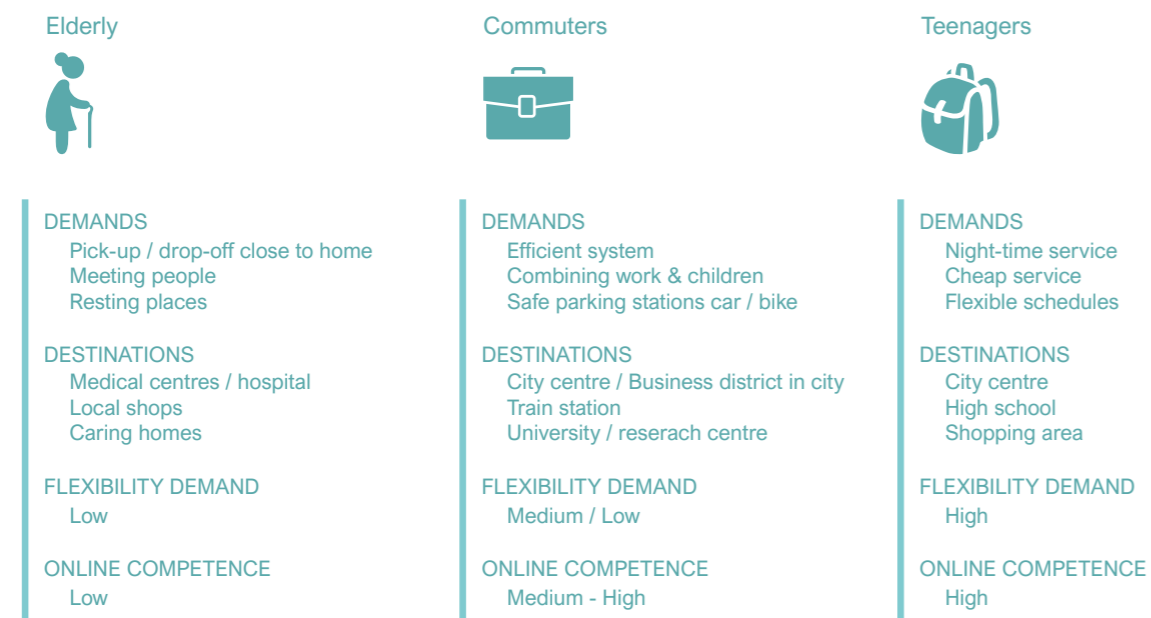 Elderly
DEMANDS
Pick-up / drop-off close to home
Meeting people
Resting places
DESTINATIONS
Medical centres / hospital
Local shops
Caring homes
FLEXIBILITY DEMAND
Low
ONLINE COMPETENCE
Low
Commuters
DEMANDS
Efficient system
Combining work & children
Safe parking stations car / bike
DESTINATIONS
City centre / Business district in city
Train station
University / reserach centre
FLEXIBILITY DEMAND
Medium / Low
ONLINE COMPETENCE
Medium - High
Teenagers
DEMANDS
Night-time service
Cheap service
Flexible schedules
DESTINATIONS
City centre
High school
Shopping area
FLEXIBILITY DEMAND
High
ONLINE COMPETENCE
High